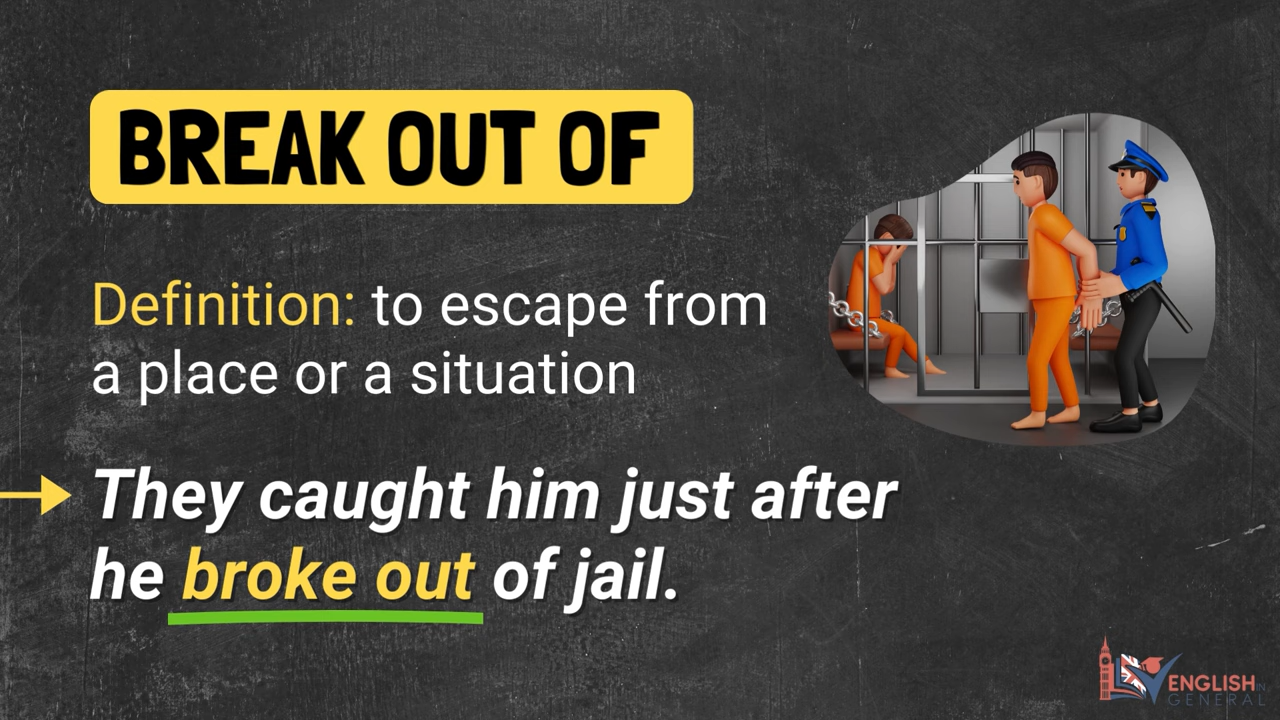 BREAK OUT OF
Definition: to escape from
a place or a situation
They caught him just after
he broke out of jail.
ENGLISH IN
GENERAL